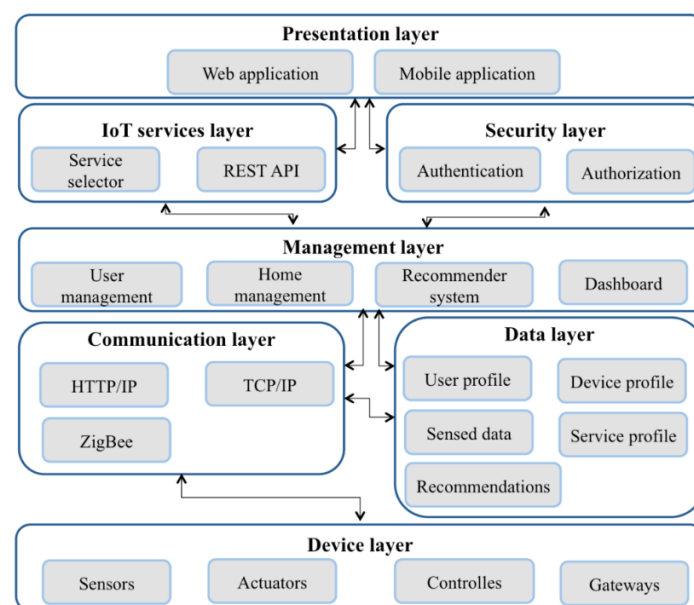 Presentation layer
Web application
Mobile application
IoT services layer
Service
selector
REST API
Security layer
Authentication
Authorization
Management layer
User
management
Home
management
Recommender
system
Dashboard
Communication layer
HTTP/IP
TCP/IP
ZigBee
Data layer
User profile
Device profile
Sensed data
Service profile
Recommendations
Device layer
Sensors
Actuators
Controlles
Gateways